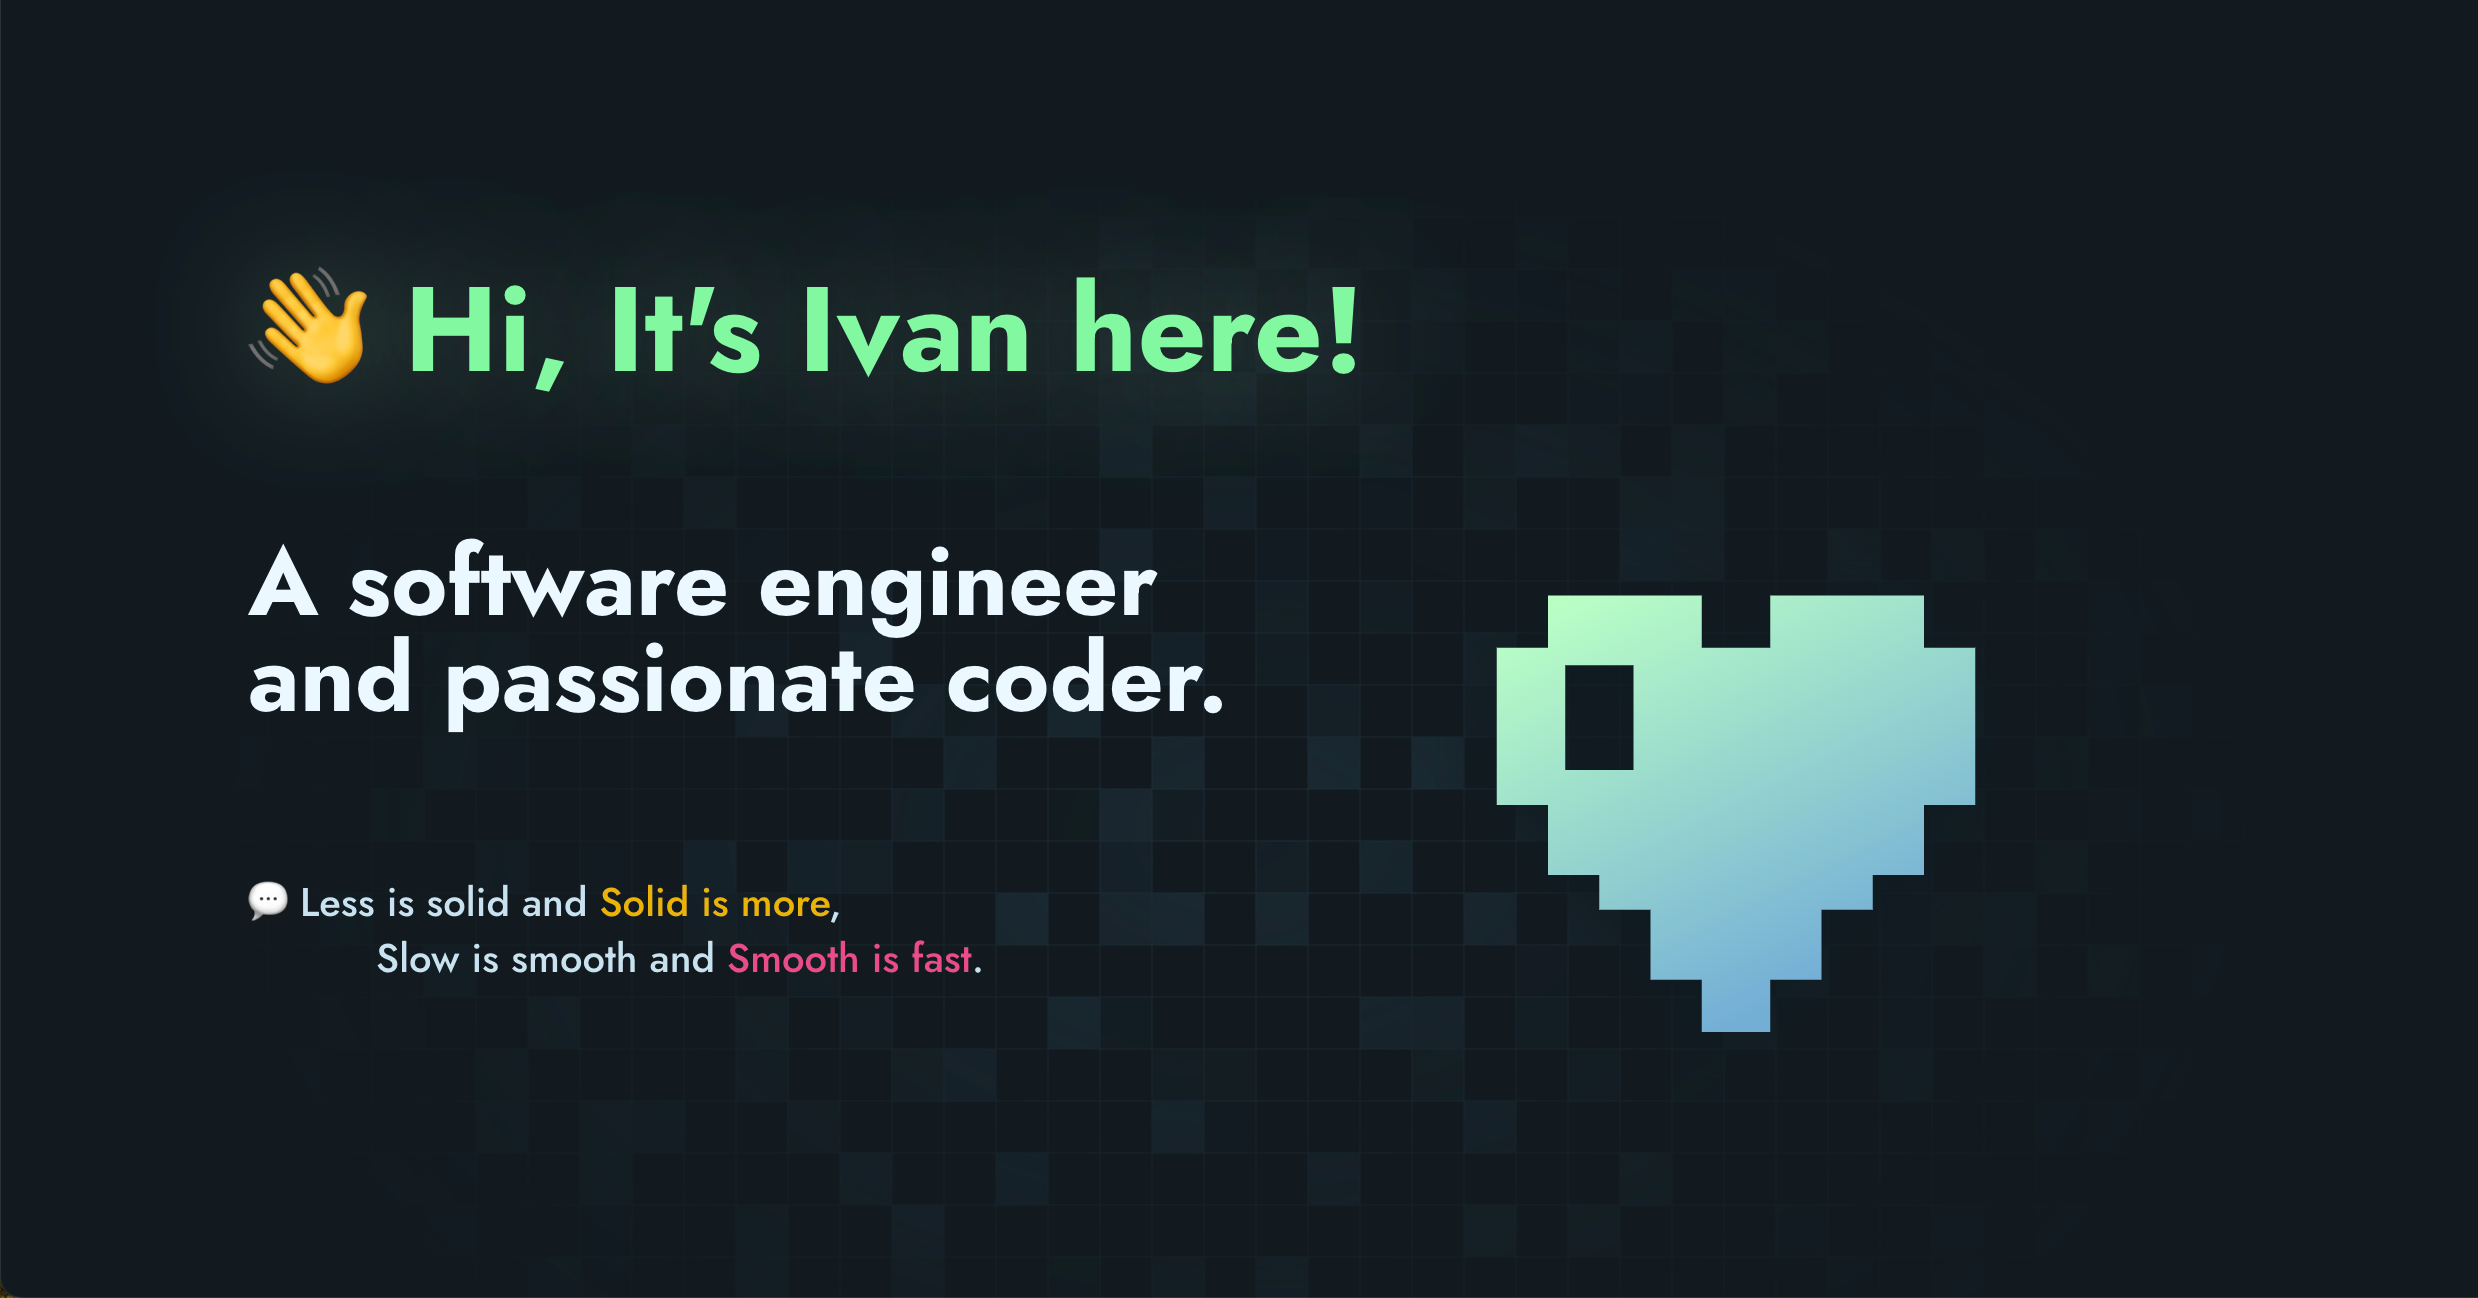 👋 Hi, It's Ivan here!
A software engineer
and passionate coder.
💬 Less is solid and Solid is more,
Slow is smooth and Smooth is fast.